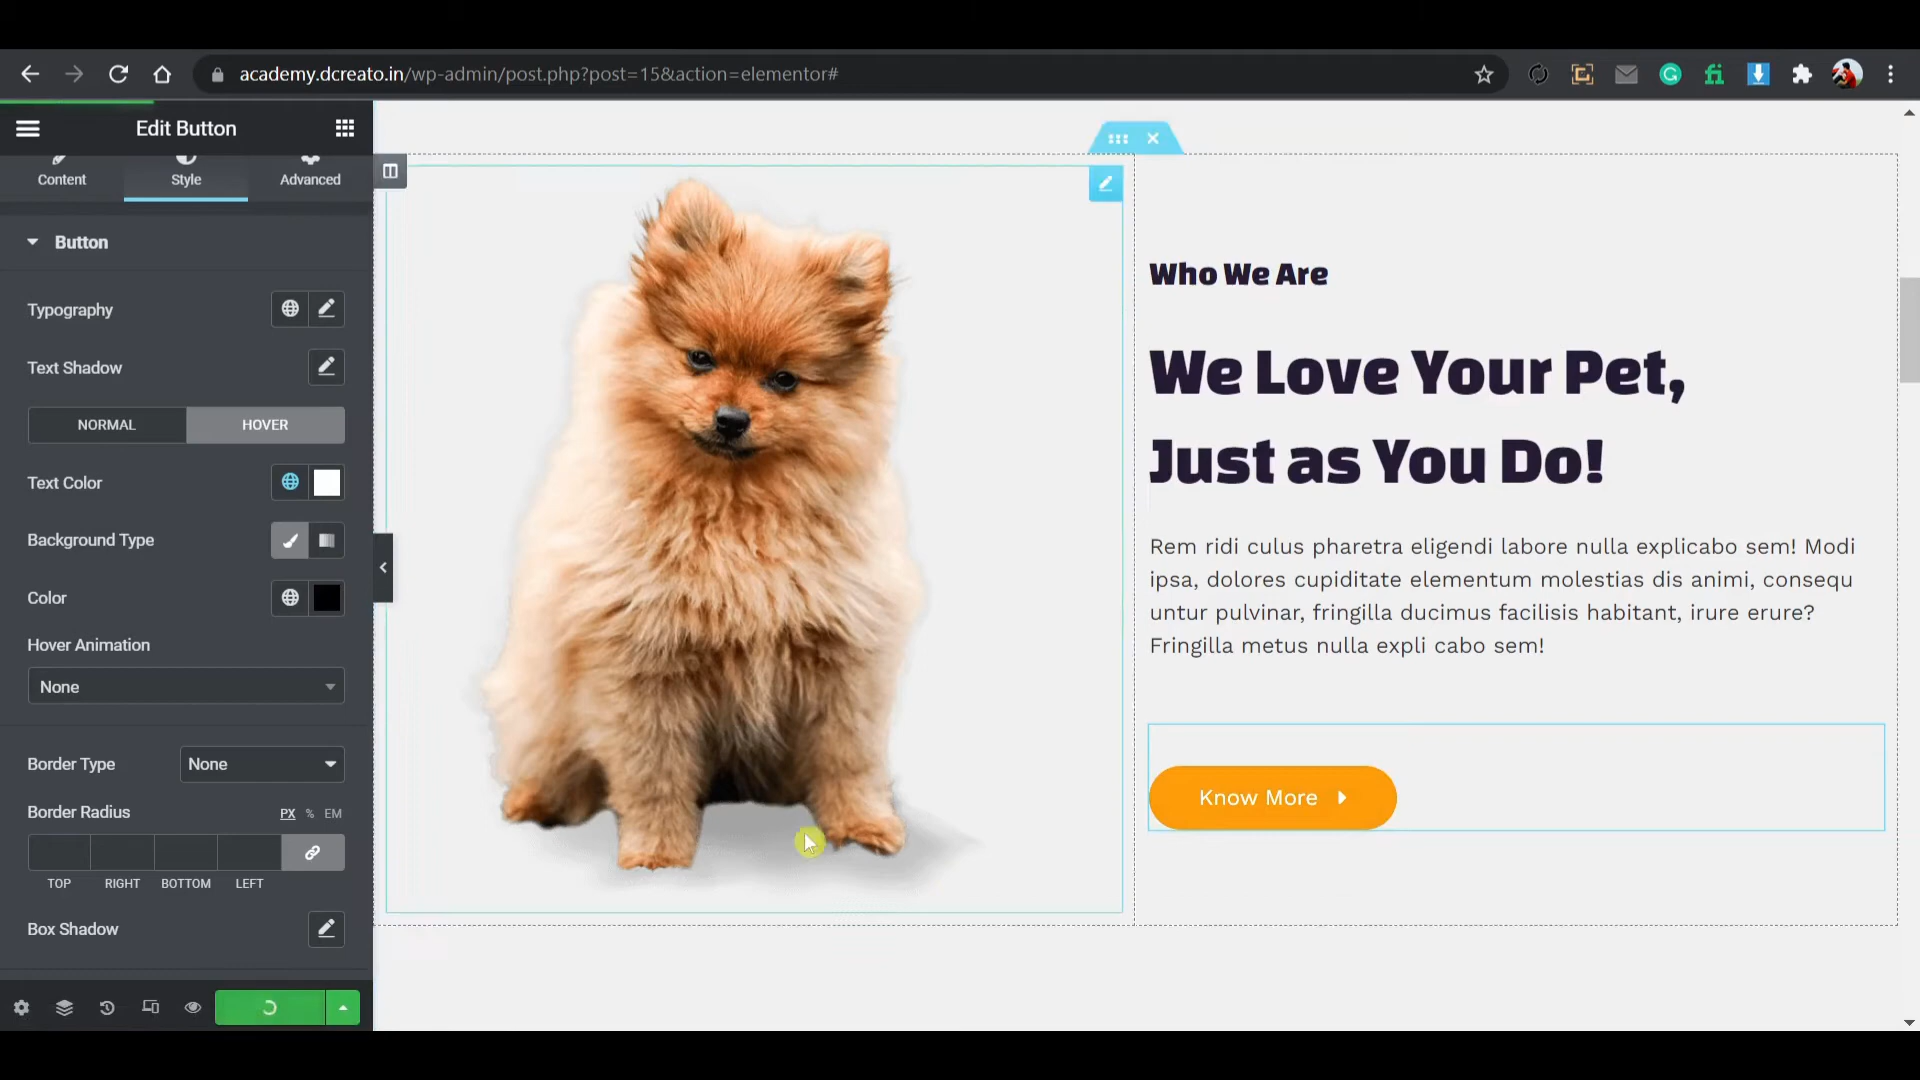 academy.dcreato.in/wp-admin/post.php?post=15&action=elementor#
Edit Button
Content
Style
Advanced
Button
Typography
Text Shadow
NORMAL
HOVER
Text Color
Background Type
Color
Hover Animation
None
Border Type
None
Border Radius
PX
%
EM
TOP
RIGHT
BOTTOM
LEFT
Box Shadow
Who We Are
We Love Your Pet,
Just as You Do!
Rem ridi culus pharetra eligendi labore nulla explicabo sem! Modi
ipsa, dolores cupiditate elementum molestias dis animi, consequ
untur pulvinar, fringilla ducimus facilisis habitant, irure erure?
Fringilla metus nulla expli cabo sem!
Know More